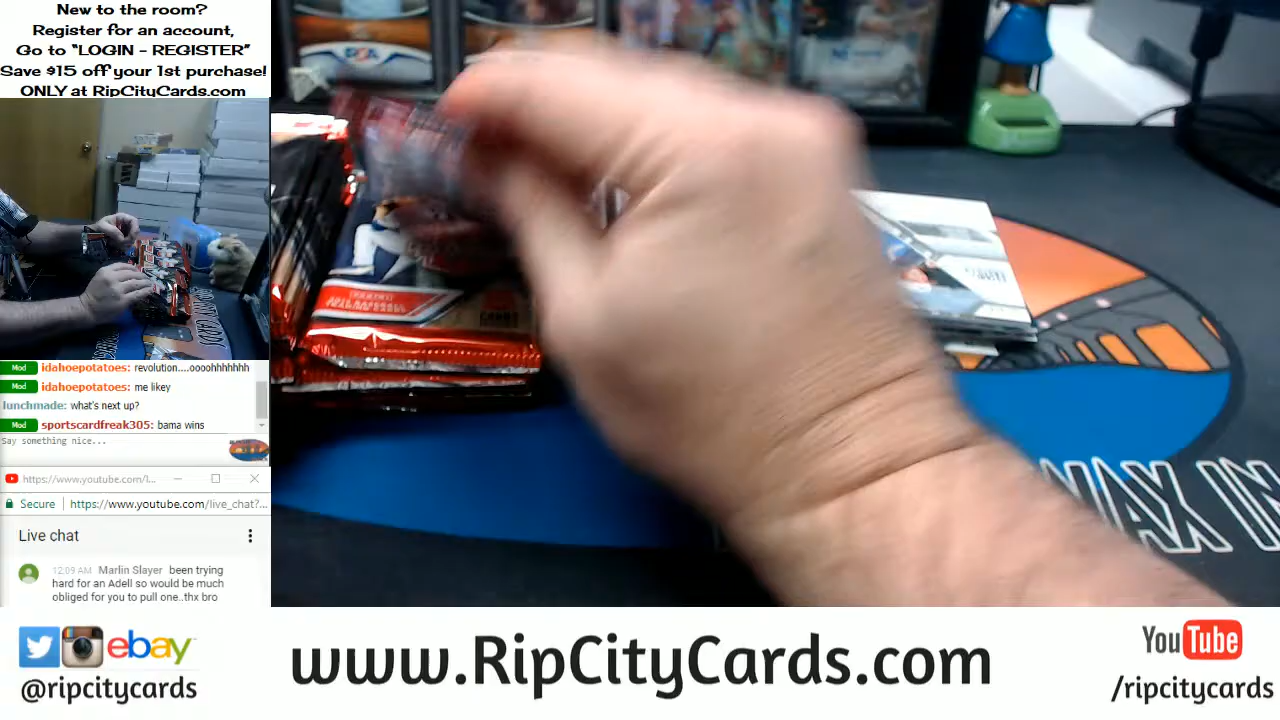 New to the room?
Register for an account,
Go to "LOGIN - REGISTER"
Save $15 off your 1st purchase!
ONLY at RipCityCards.com
Mod idahoepotatoes: revolution....ooohhhhhhh
Mod idahoepotatoes: me likey
lunchmade: what's next up?
Mod sportscardfreak305: bama wins
Say something nice...
https://www.youtube.com/l...
Secure https://www.youtube.com/live_chat?...
Live chat
12:09 AM Marlin Slayer been trying
hard for an Adell so would be much
obliged for you to pull one..thx bro
WAX IN
ebay
@ripcitycards
www.RipCityCards.com
YouTube
/ripcitycards